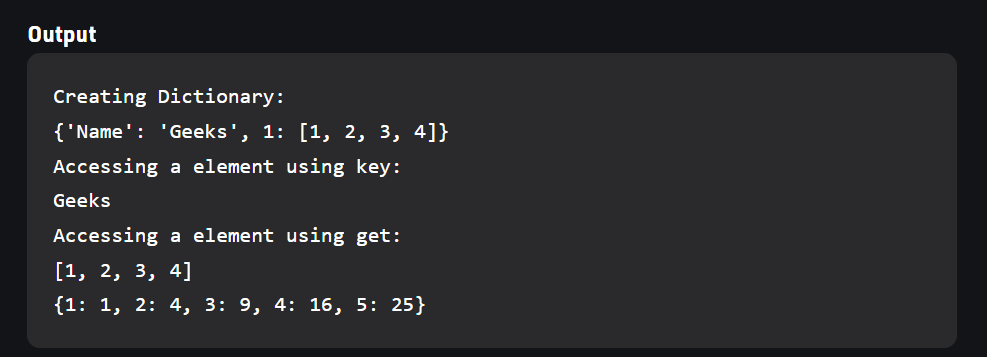 Output
Creating Dictionary:
{'Name': 'Geeks', 1: [1, 2, 3, 4]}
Accessing a element using key:
Geeks
Accessing a element using get:
[1, 2, 3, 4]
{1: 1, 2: 4, 3: 9, 4: 16, 5: 25}